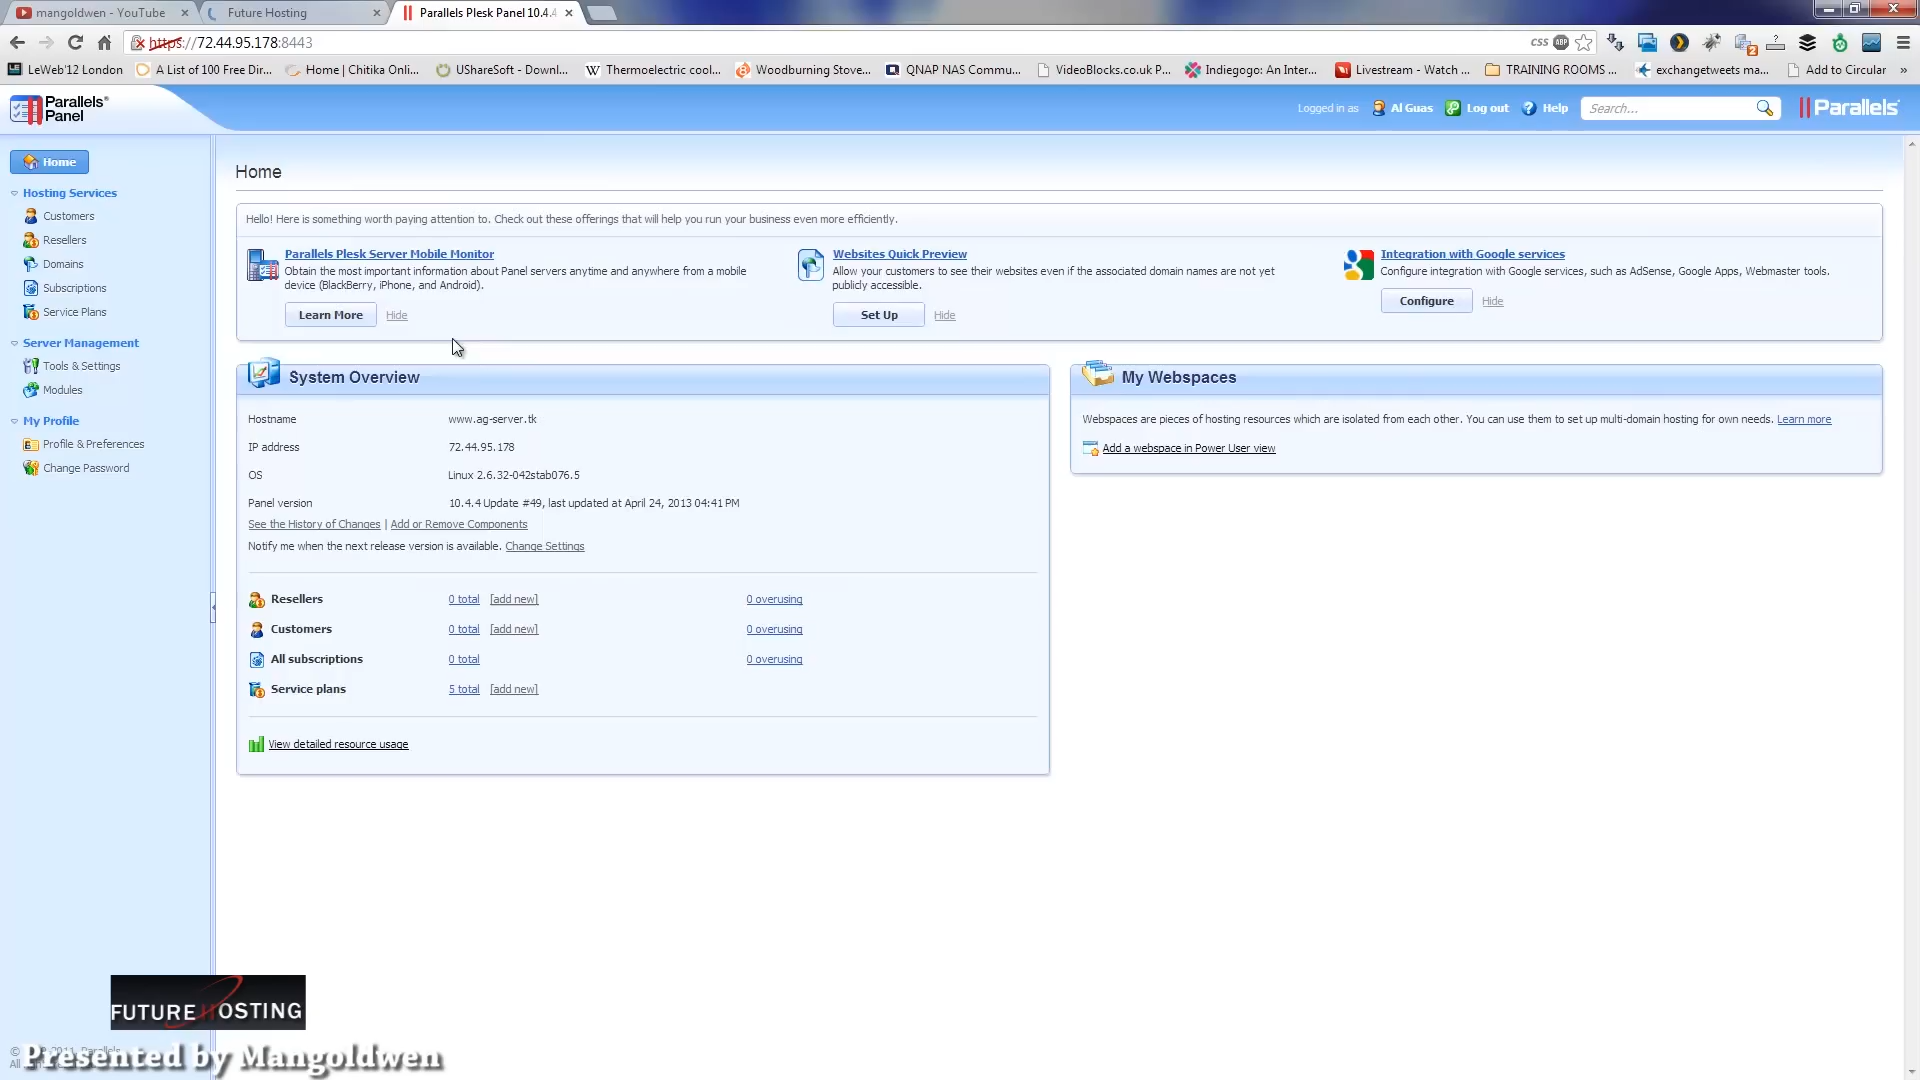 mangoldwen - YouTube
Future Hosting
Parallels Plesk Panel 10.4.4
https://72.44.95.178:8443
CSS
ABP
LeWeb'12 London
A List of 100 Free Dir...
Home | Chitika Onli...
UShareSoft - Downl...
Thermoelectric cool...
Woodburning Stove...
QNAP NAS Commu...
VideoBlocks.co.uk P...
Indiegogo: An Inter...
Livestream - Watch ...
TRAINING ROOMS ...
exchangetweets ma...
Add to Circular
»
Parallels®
Panel
Logged in as Al Guas Log out Help
Search...
Parallels
Home
Hosting Services
Customers
Resellers
Domains
Subscriptions
Service Plans
Server Management
Tools & Settings
Modules
My Profile
Profile & Preferences
Change Password
Home
Hello! Here is something worth paying attention to. Check out these offerings that will help you run your business even more efficiently.
Parallels Plesk Server Mobile Monitor
Obtain the most important information about Panel servers anytime and anywhere from a mobile
device (BlackBerry, iPhone, and Android).
Learn More Hide
Websites Quick Preview
Allow your customers to see their websites even if the associated domain names are not yet
publicly accessible.
Set Up Hide
Integration with Google services
Configure integration with Google services, such as AdSense, Google Apps, Webmaster tools.
Configure Hide
System Overview
Hostname www.ag-server.tk
IP address 72.44.95.178
OS Linux 2.6.32-042stab076.5
Panel version 10.4.4 Update #49, last updated at April 24, 2013 04:41 PM
See the History of Changes | Add or Remove Components
Notify me when the next release version is available. Change Settings
Resellers 0 total [add new] 0 overusing
Customers 0 total [add new] 0 overusing
All subscriptions 0 total 0 overusing
Service plans 5 total [add new]
View detailed resource usage
My Webspaces
Webspaces are pieces of hosting resources which are isolated from each other. You can use them to set up multi-domain hosting for own needs. Learn more
Add a webspace in Power User view
FUTURE HOSTING
Presented by Mangoldwen